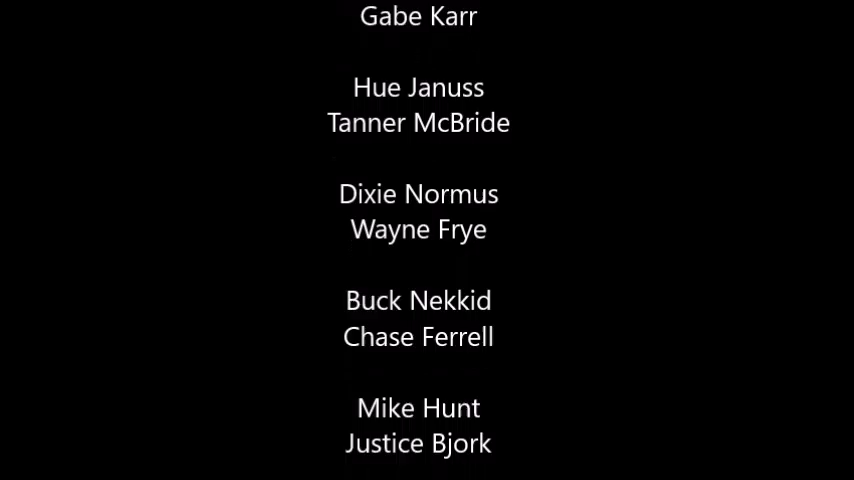 Gabe Karr
Hue Januss
Tanner McBride
Dixie Normus
Wayne Frye
Buck Nekkid
Chase Ferrell
Mike Hunt
Justice Bjork